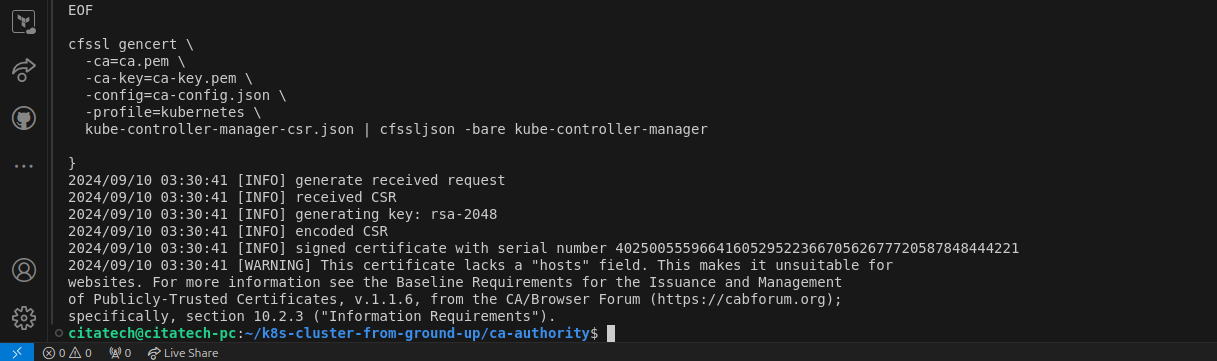 EOF
cfssl gencert \
  -ca=ca.pem \
  -ca-key=ca-key.pem \
  -config=ca-config.json \
  -profile=kubernetes \
  kube-controller-manager-csr.json | cfssljson -bare kube-controller-manager
}
2024/09/10 03:30:41 [INFO] generate received request
2024/09/10 03:30:41 [INFO] received CSR
2024/09/10 03:30:41 [INFO] generating key: rsa-2048
2024/09/10 03:30:41 [INFO] encoded CSR
2024/09/10 03:30:41 [INFO] signed certificate with serial number 402500555966416052952236670562677720587848444221
2024/09/10 03:30:41 [WARNING] This certificate lacks a "hosts" field. This makes it unsuitable for
websites. For more information see the Baseline Requirements for the Issuance and Management
of Publicly-Trusted Certificates, v.1.1.6, from the CA/Browser Forum (https://cabforum.org);
specifically, section 10.2.3 ("Information Requirements").
citatech@citatech-pc:~/k8s-cluster-from-ground-up/ca-authority$
0 0 0 Live Share